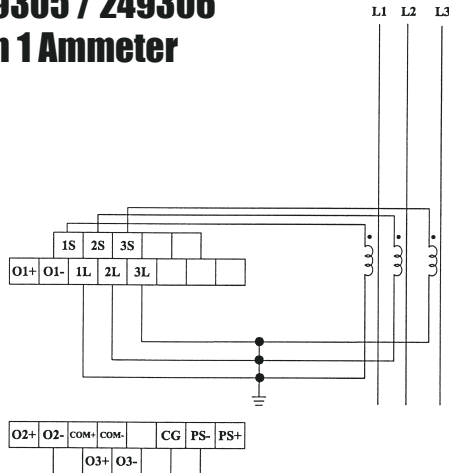 9305 / 249306
1 Ammeter
L1 L2 L3
1S 2S 3S
O1+ O1- 1L 2L 3L
O2+ O2- COM+ COM- CG PS- PS+
O3+ O3-